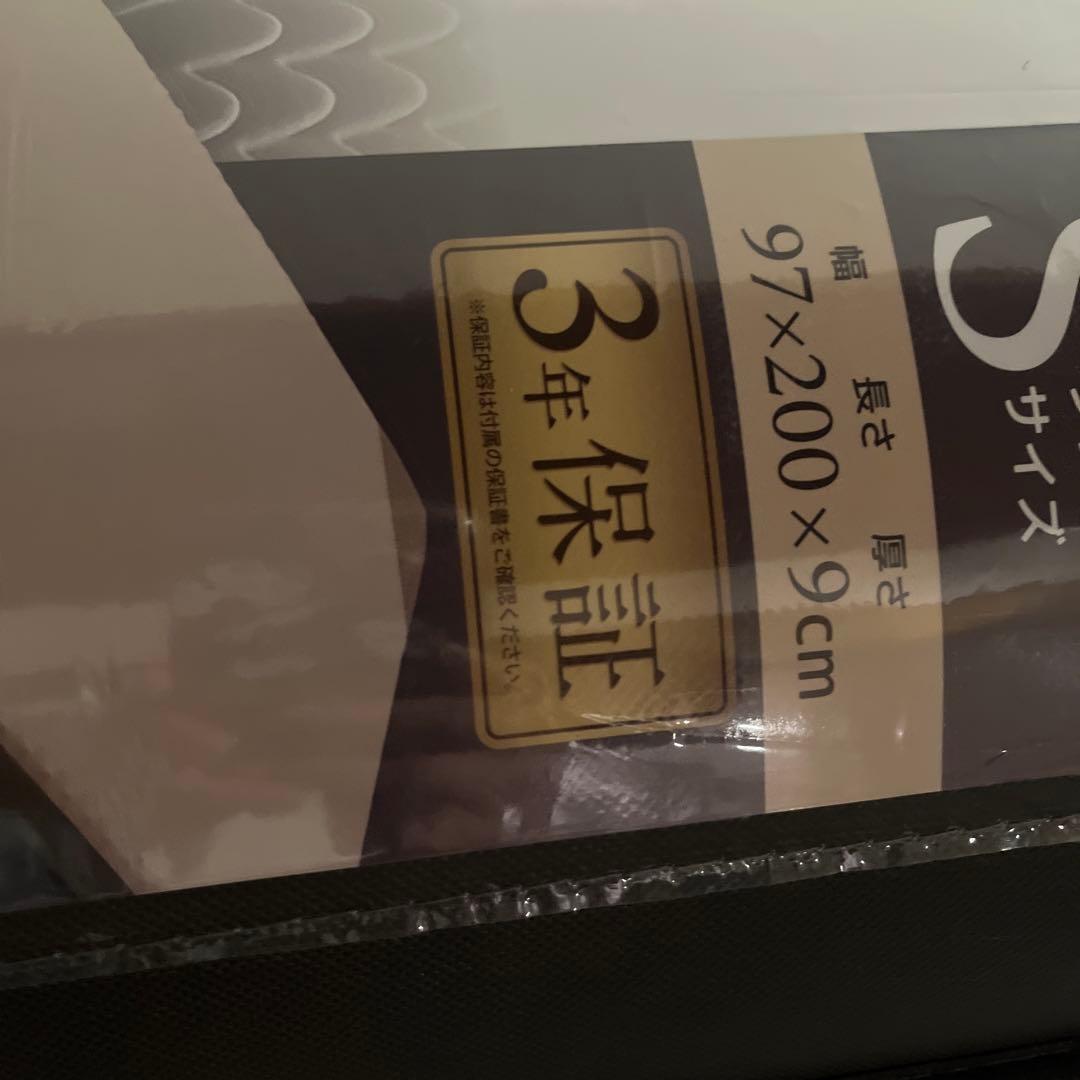 S
サイズ
幅 長さ 厚さ
97×200×9cm
3年保証
※保証内容は付属の保証書をご確認ください。